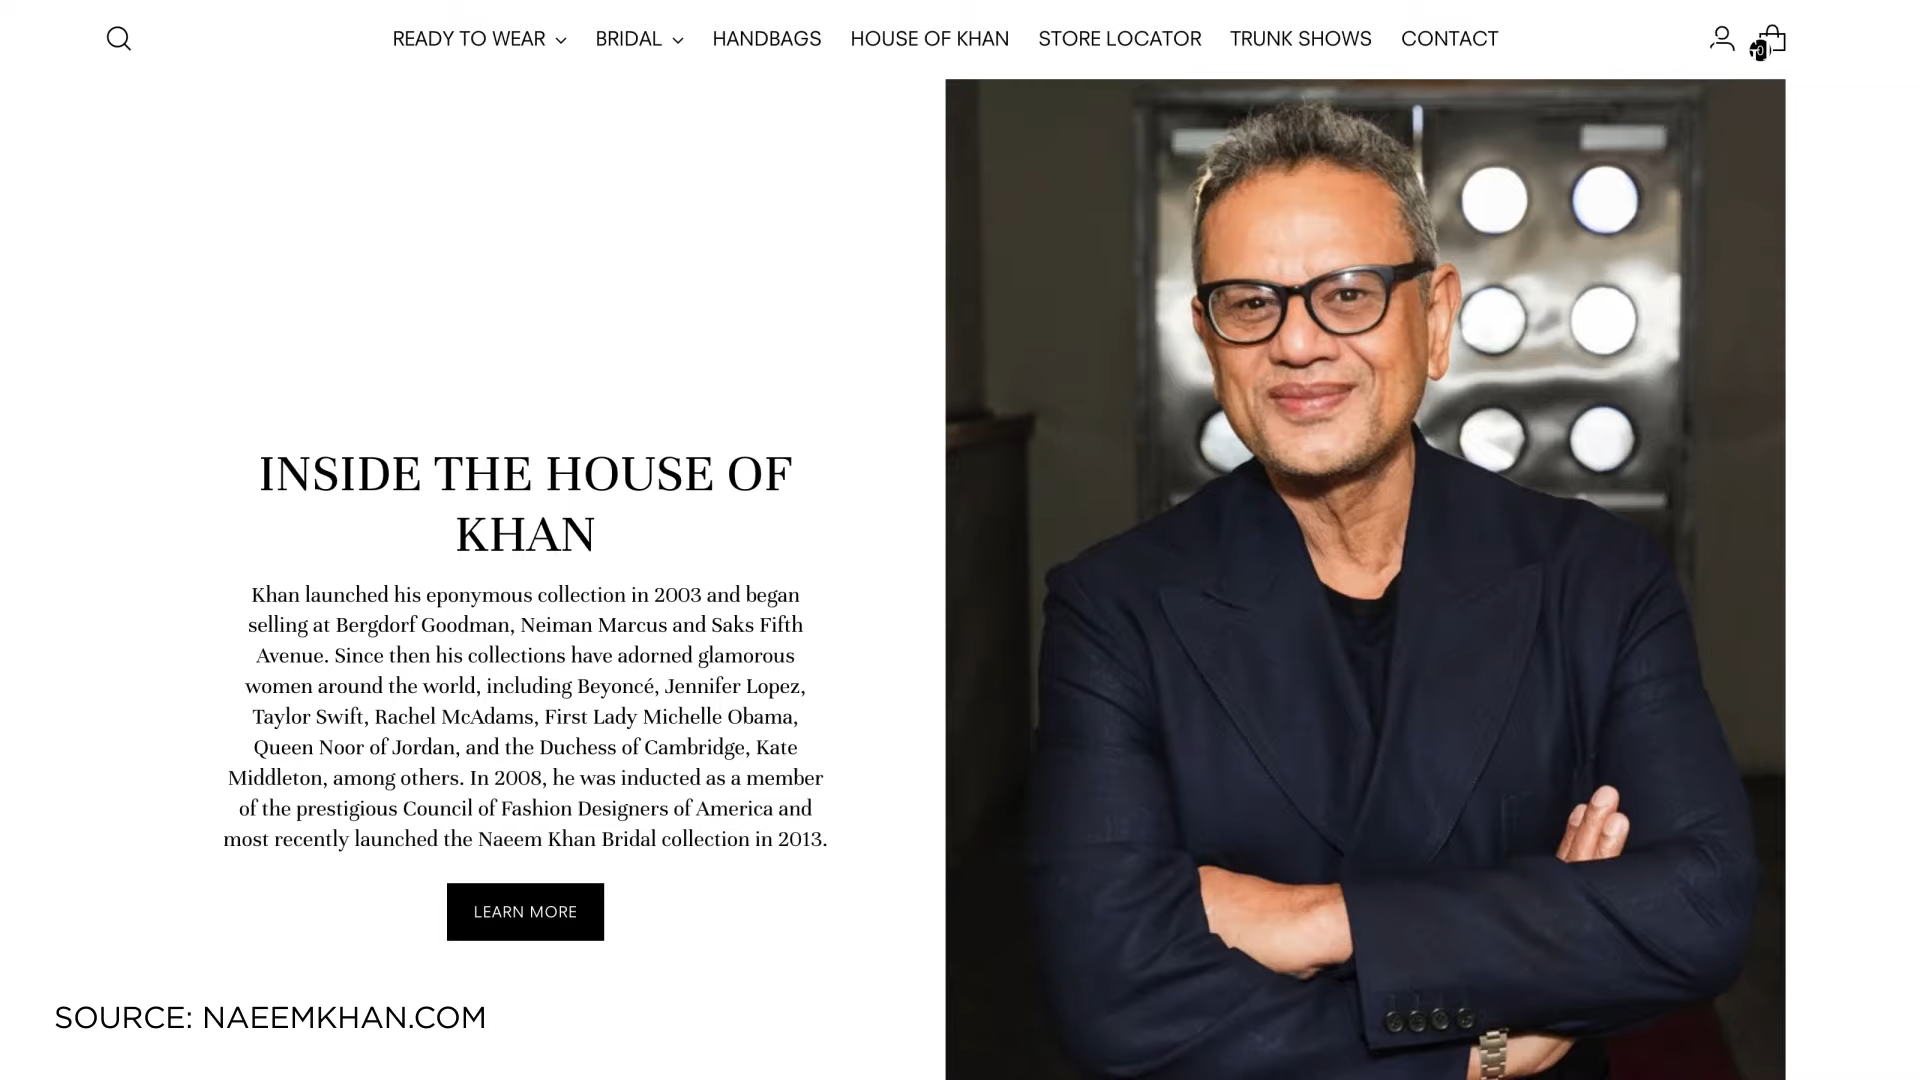 READY TO WEAR BRIDAL HANDBAGS HOUSE OF KHAN STORE LOCATOR TRUNK SHOWS CONTACT
0
INSIDE THE HOUSE OF
KHAN
Khan launched his eponymous collection in 2003 and began
selling at Bergdorf Goodman, Neiman Marcus and Saks Fifth
Avenue. Since then his collections have adorned glamorous
women around the world, including Beyoncé, Jennifer Lopez,
Taylor Swift, Rachel McAdams, First Lady Michelle Obama,
Queen Noor of Jordan, and the Duchess of Cambridge, Kate
Middleton, among others. In 2008, he was inducted as a member
of the prestigious Council of Fashion Designers of America and
most recently launched the Naeem Khan Bridal collection in 2013.
LEARN MORE
SOURCE: NAEEMKHAN.COM